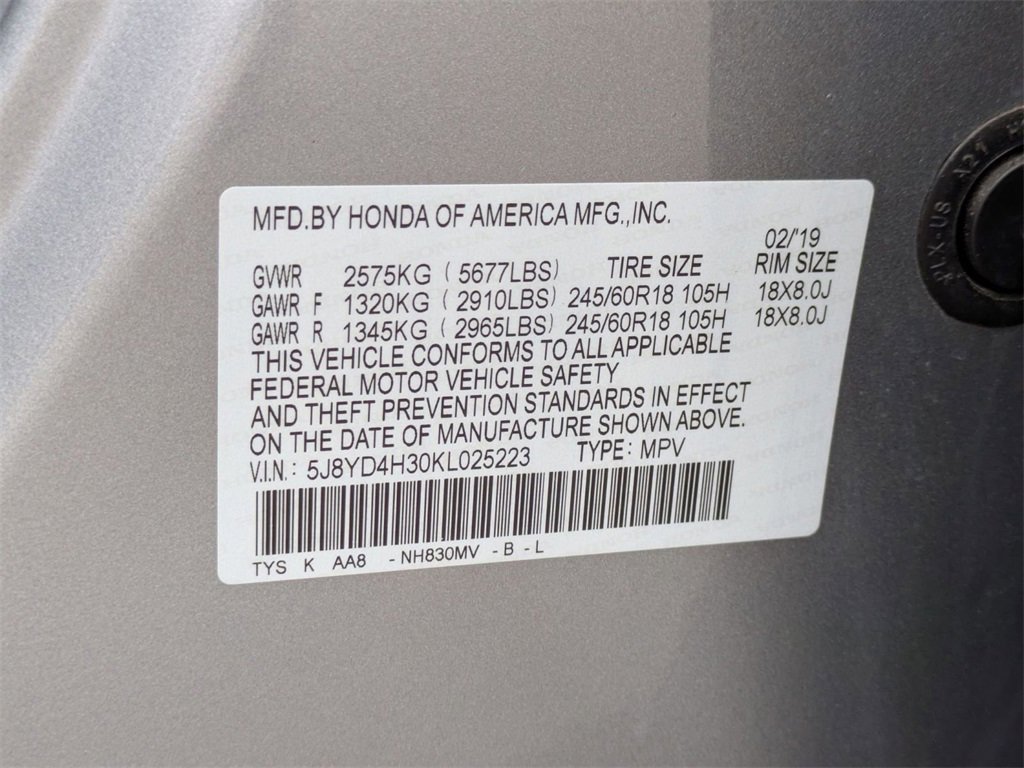 MFD.BY HONDA OF AMERICA MFG.,INC.
02/'19
GVWR 2575KG ( 5677LBS) TIRE SIZE RIM SIZE
GAWR F 1320KG ( 2910LBS) 245/60R18 105H 18X8.0J
GAWR R 1345KG ( 2965LBS) 245/60R18 105H 18X8.0J
THIS VEHICLE CONFORMS TO ALL APPLICABLE
FEDERAL MOTOR VEHICLE SAFETY
AND THEFT PREVENTION STANDARDS IN EFFECT
ON THE DATE OF MANUFACTURE SHOWN ABOVE.
V.I.N.: 5J8YD4H30KL025223 TYPE: MPV
TYS K AA8 -NH830MV -B -L